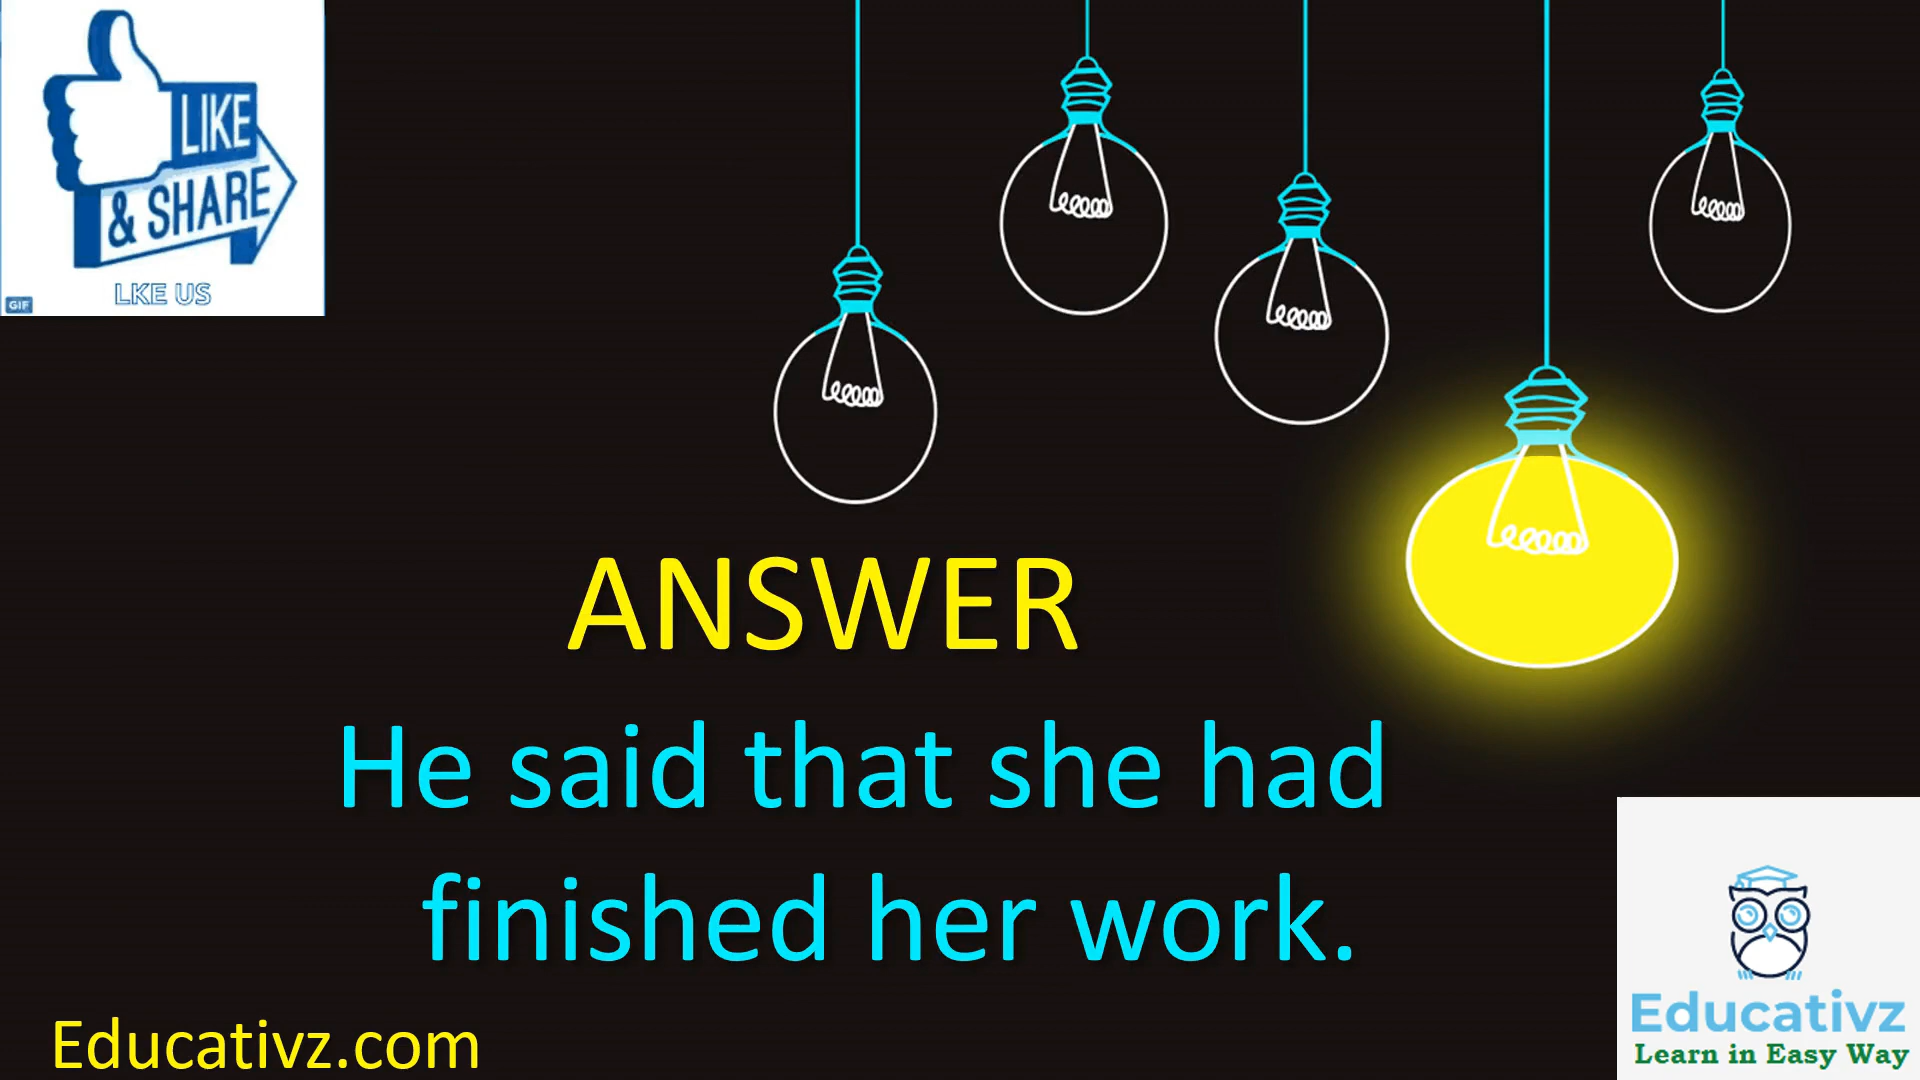 LIKE
& SHARE
LKE US
GIF
ANSWER
He said that she had
finished her work.
Educativz.com
Educativz
Learn in Easy Way